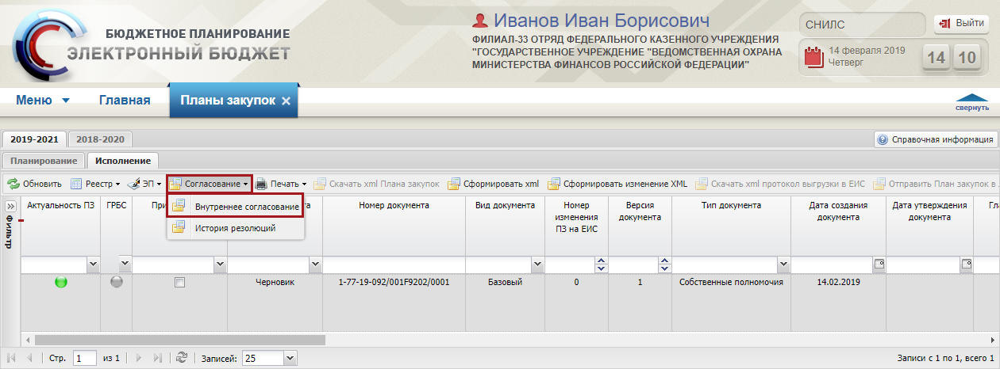 БЮДЖЕТНОЕ ПЛАНИРОВАНИЕ
ЭЛЕКТРОННЫЙ БЮДЖЕТ
Иванов Иван Борисович
ФИЛИАЛ-33 ОТРЯД ФЕДЕРАЛЬНОГО КАЗЕННОГО УЧРЕЖДЕНИЯ
"ГОСУДАРСТВЕННОЕ УЧРЕЖДЕНИЕ "ВЕДОМСТВЕННАЯ ОХРАНА
МИНИСТЕРСТВА ФИНАНСОВ РОССИЙСКОЙ ФЕДЕРАЦИИ"
СНИЛС
Выйти
14 февраля 2019
Четверг
14 10
Меню Главная Планы закупок
свернуть
2019-2021 2018-2020
Справочная информация
Планирование Исполнение
Обновить Реестр ЭП Согласование Печать Скачать xml Плана закупок Сформировать xml Сформировать изменение XML Скачать xml протокол выгрузки в ЕИС Отправить План закупок в
Внутреннее согласование
История резолюций
Фильтр
Актуальность ПЗ ГРБС При Номер документа Вид документа Номер изменения ПЗ на ЕИС Версия документа Тип документа Дата создания документа Дата утверждения документа Гла
Черновик 1-77-19-092/001F9202/0001 Базовый 0 1 Собственные полномочия 14.02.2019
Стр. 1 из 1 Записей: 25
Записи с 1 по 1, всего 1